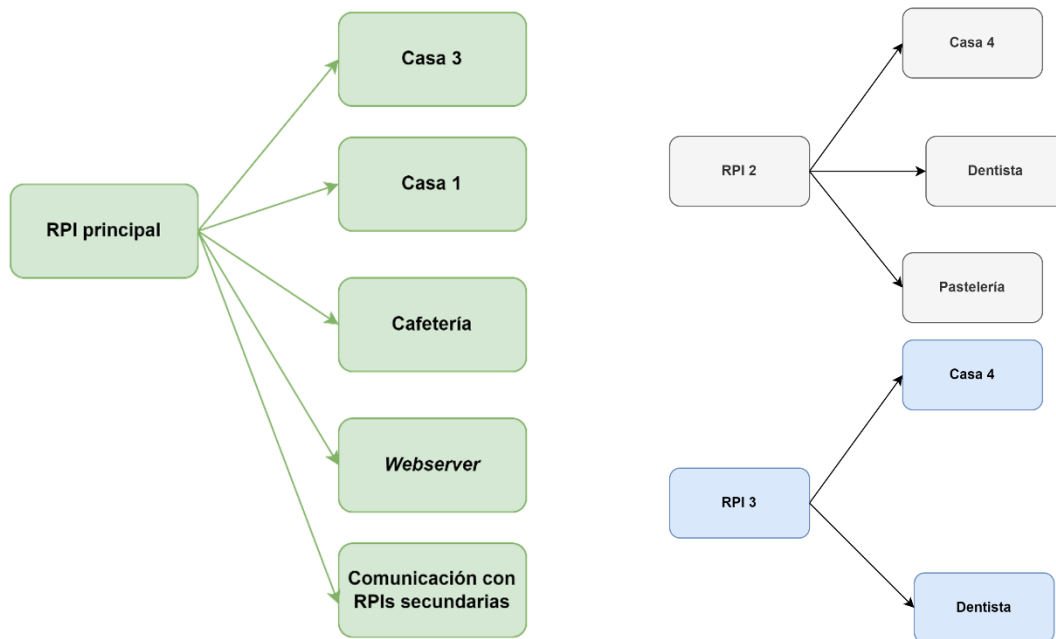 RPI principal
Casa 3
Casa 1
Cafetería
Webserver
Comunicación con
RPIs secundarias
RPI 2
Casa 4
Dentista
Pastelería
RPI 3
Casa 4
Dentista